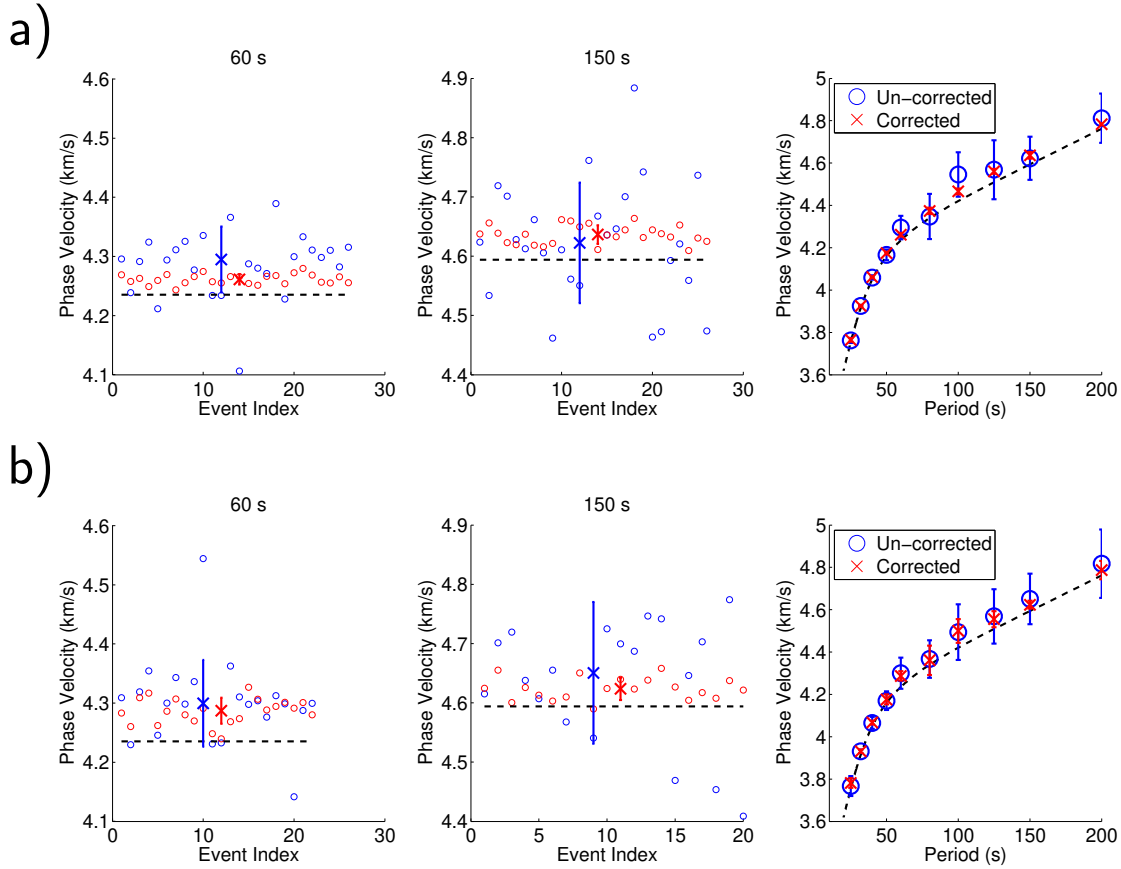 a)
60 s
Phase Velocity (km/s)
4.6
4.5
4.4
4.3
4.2
4.1
0 10 20 30
Event Index
150 s
Phase Velocity (km/s)
4.9
4.8
4.7
4.6
4.5
4.4
0 10 20 30
Event Index
Un-corrected
Corrected
Phase Velocity (km/s)
5
4.8
4.6
4.4
4.2
4
3.8
3.6
50 100 150 200
Period (s)
b)
60 s
Phase Velocity (km/s)
4.6
4.5
4.4
4.3
4.2
4.1
0 10 20 30
Event Index
150 s
Phase Velocity (km/s)
4.9
4.8
4.7
4.6
4.5
4.4
0 5 10 15 20
Event Index
Un-corrected
Corrected
Phase Velocity (km/s)
5
4.8
4.6
4.4
4.2
4
3.8
3.6
50 100 150 200
Period (s)